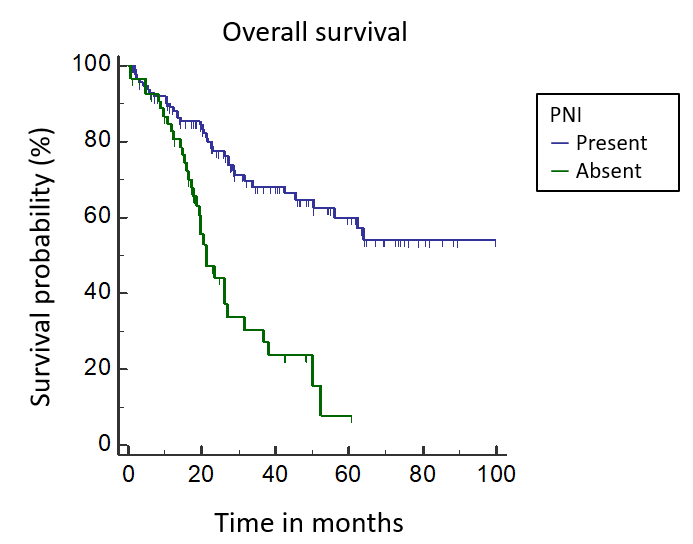 Overall survival
Survival probability (%)
100
80
60
40
20
0
0 20 40 60 80 100
Time in months
PNI
Present
Absent